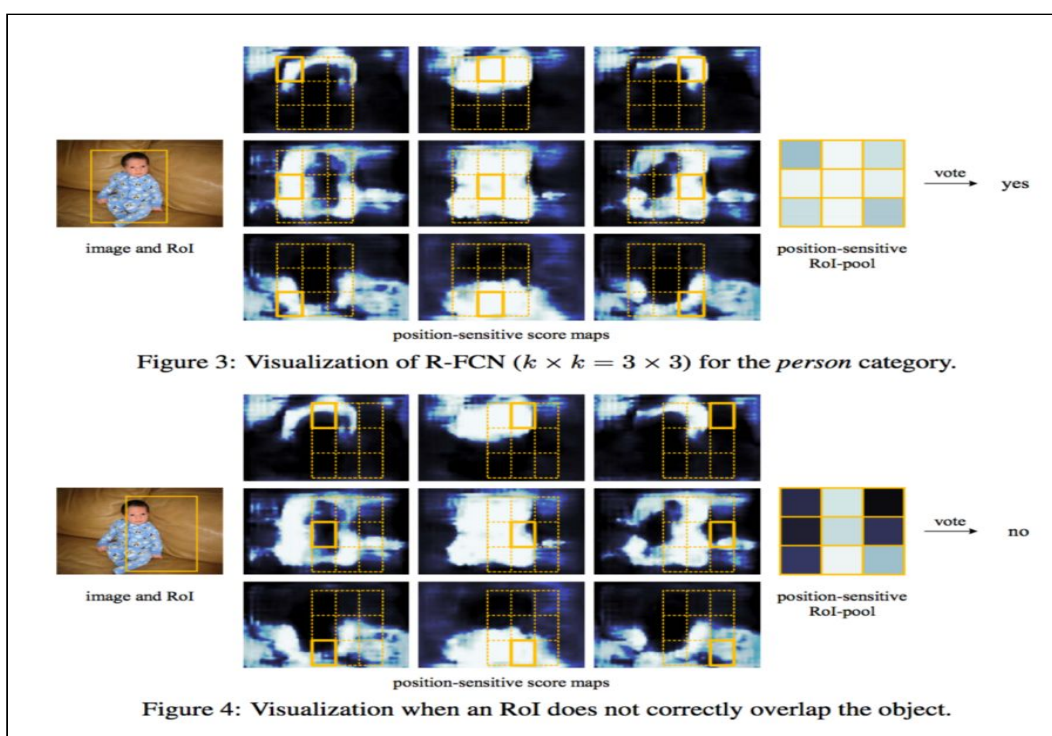 image and RoI
position-sensitive score maps
position-sensitive
RoI-pool
vote
yes
Figure 3: Visualization of R-FCN (k × k = 3 × 3) for the person category.
image and RoI
position-sensitive score maps
position-sensitive
RoI-pool
vote
no
Figure 4: Visualization when an RoI does not correctly overlap the object.